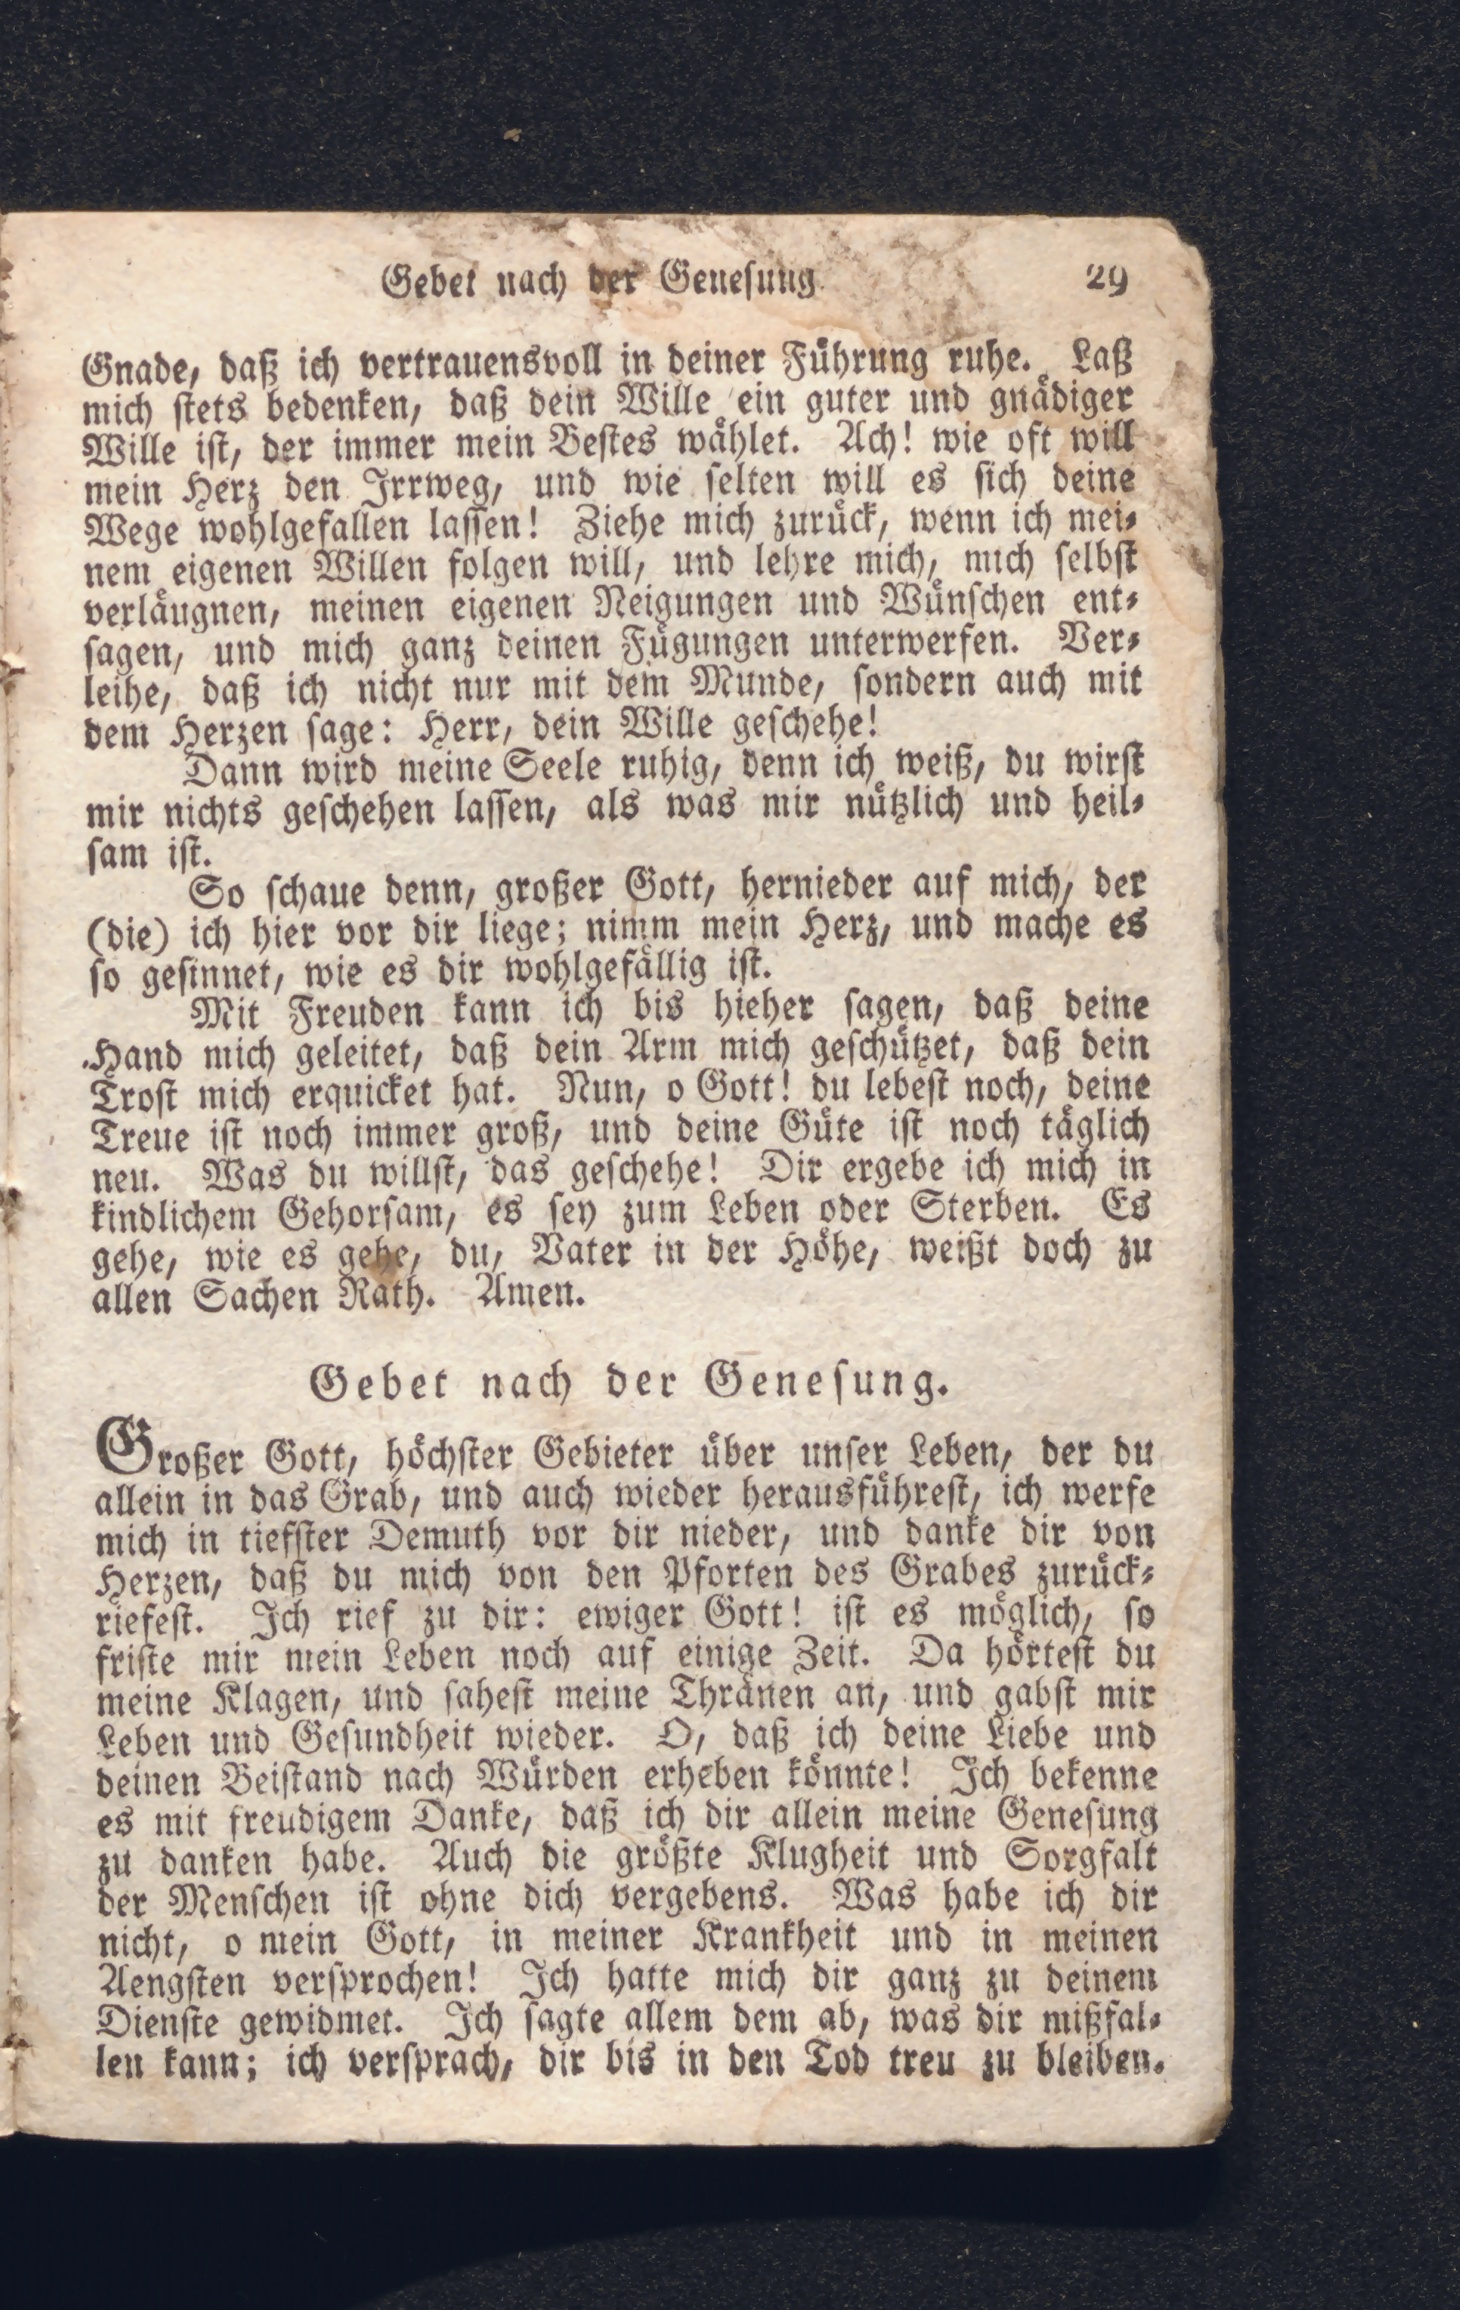 Gebet nach der Genesung 29
Gnade, daß ich vertrauensvoll in deiner Führung ruhe. Laß
mich ſtets bedenken, daß dein Wille ein guter und gnädiger
Wille iſt, der immer mein Beſtes wählet. Ach! wie oft will
mein Herz den Irrweg, und wie ſelten will es ſich deine
Wege wohlgefallen laſſen! Ziehe mich zurück, wenn ich mei⸗
nem eigenen Willen folgen will, und lehre mich, mich ſelbſt
verläugnen, meinen eigenen Neigungen und Wünſchen ent⸗
ſagen, und mich ganz deinen Fügungen unterwerfen. Ver⸗
leihe, daß ich nicht nur mit dem Munde, ſondern auch mit
dem Herzen ſage: Herr, dein Wille geſchehe!
Dann wird meine Seele ruhig, denn ich weiß, du wirſt
mir nichts geſchehen laſſen, als was mir nützlich und heil⸗
ſam iſt.
So ſchaue denn, großer Gott, hernieder auf mich, der
(die) ich hier vor dir liege; nimm mein Herz, und mache es
ſo geſinnet, wie es dir wohlgefällig iſt.
Mit Freuden kann ich bis hieher ſagen, daß deine
Hand mich geleitet, daß dein Arm mich geſchützet, daß dein
Troſt mich erquicket hat. Nun, o Gott! du lebeſt noch, deine
Treue iſt noch immer groß, und deine Güte iſt noch täglich
neu. Was du willſt, das geſchehe! Dir ergebe ich mich in
kindlichem Gehorſam, es ſey zum Leben oder Sterben. Es
gehe, wie es gehe, du, Vater in der Höhe, weißt doch zu
allen Sachen Rath. Amen.
Gebet nach der Geneſung.
Großer Gott, höchſter Gebieter über unſer Leben, der du
allein in das Grab, und auch wieder herausführeſt, ich werfe
mich in tiefſter Demuth vor dir nieder, und danke dir von
Herzen, daß du mich von den Pforten des Grabes zurück⸗
riefeſt. Ich rief zu dir: ewiger Gott! iſt es möglich, ſo
friſte mir mein Leben noch auf einige Zeit. Da hörteſt du
meine Klagen, und ſaheſt meine Thränen an, und gabſt mir
Leben und Geſundheit wieder. O, daß ich deine Liebe und
deinen Beiſtand nach Würden erheben könnte! Ich bekenne
es mit freudigem Danke, daß ich dir allein meine Geneſung
zu danken habe. Auch die größte Klugheit und Sorgfalt
der Menſchen iſt ohne dich vergebens. Was habe ich dir
nicht, o mein Gott, in meiner Krankheit und in meinen
Aengſten verſprochen! Ich hatte mich dir ganz zu deinem
Dienſte gewidmet. Ich ſagte allem dem ab, was dir mißfal⸗
len kann; ich verſprach, dir bis in den Tod treu zu bleiben.